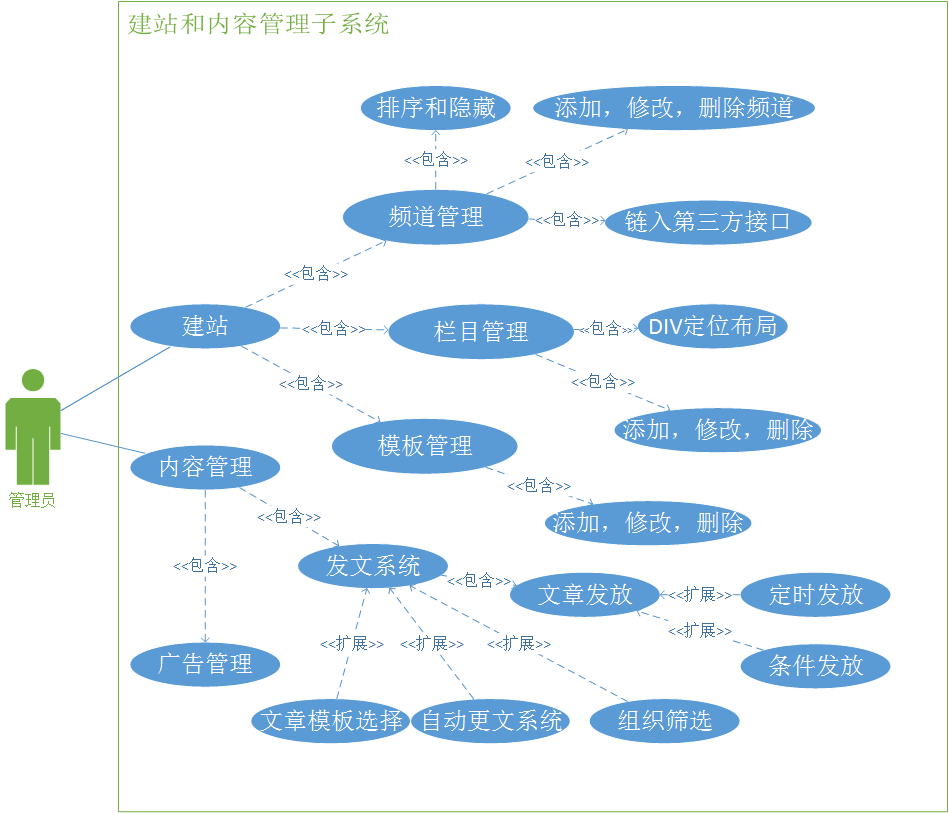 建站和内容管理子系统
排序和隐藏
添加，修改，删除频道
<<包含>>
<<包含>>
频道管理
<<包含>>
链入第三方接口
<<包含>>
建站
<<包含>>
栏目管理
<<包含>>
DIV定位布局
<<包含>>
<<包含>>
添加，修改，删除
模板管理
内容管理
<<包含>>
管理员
<<包含>>
添加，修改，删除
<<包含>>
发文系统
<<包含>>
文章发放
<<扩展>>
定时发放
<<扩展>>
<<扩展>>
<<扩展>>
<<扩展>>
广告管理
条件发放
文章模板选择
自动更文系统
组织筛选